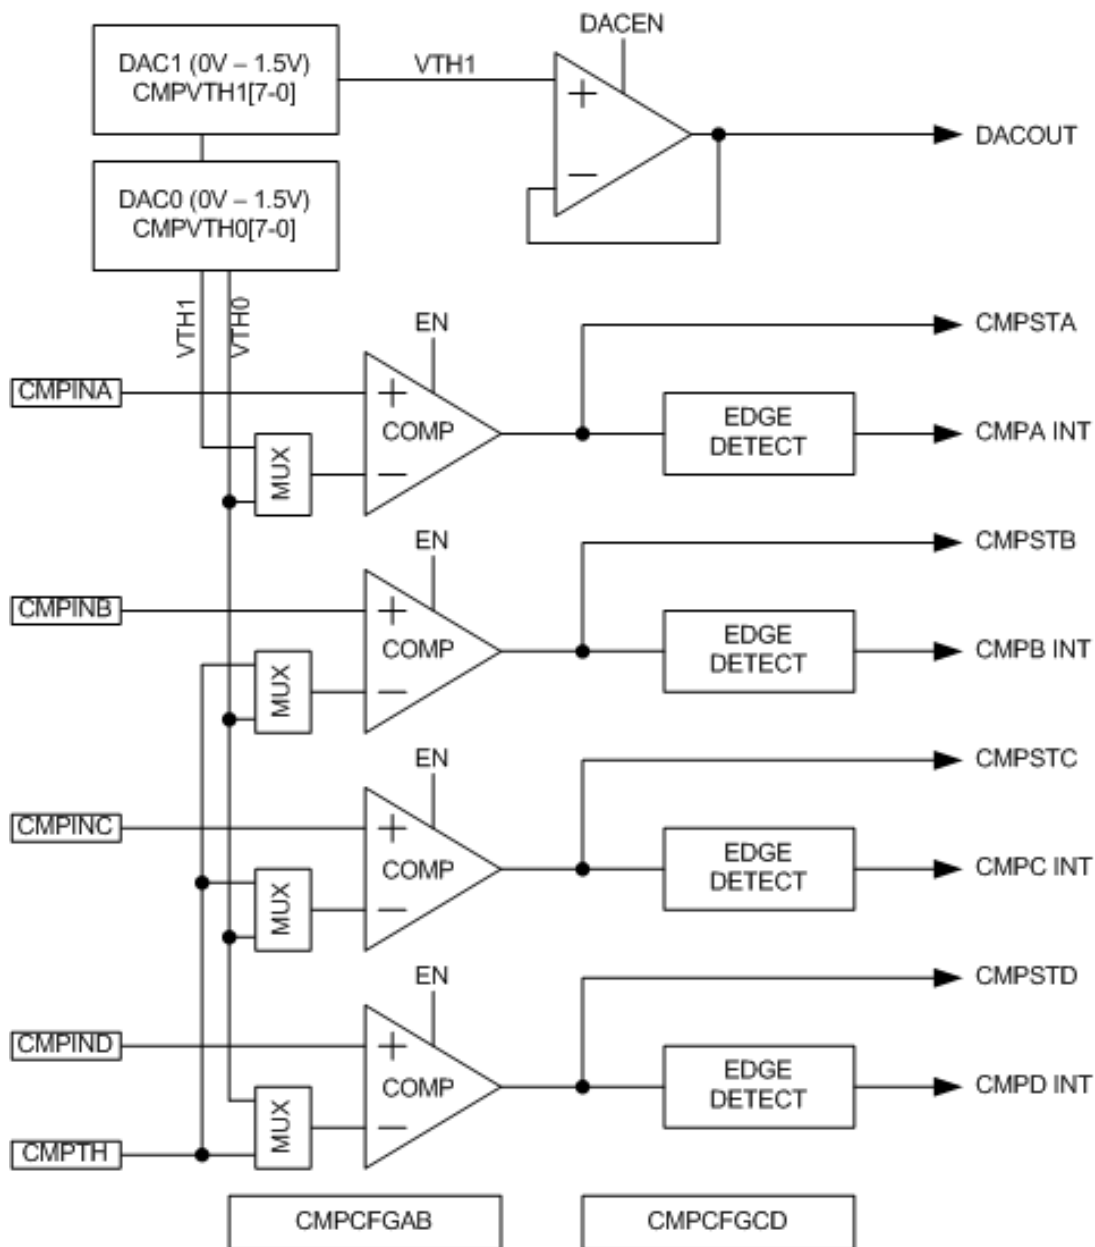 DACEN
DAC1 (0V – 1.5V)
CMPVTH1[7-0]
VTH1
+
−
DACOUT
DAC0 (0V – 1.5V)
CMPVTH0[7-0]
VTH1
VTH0
EN
CMPSTA
CMPINA
+
COMP
−
MUX
EDGE
DETECT
CMPA INT
EN
CMPSTB
CMPINB
+
COMP
−
MUX
EDGE
DETECT
CMPB INT
EN
CMPSTC
CMPINC
+
COMP
−
MUX
EDGE
DETECT
CMPC INT
EN
CMPSTD
CMPIND
+
COMP
−
MUX
EDGE
DETECT
CMPD INT
CMPTH
CMPCFGAB
CMPCFGCD